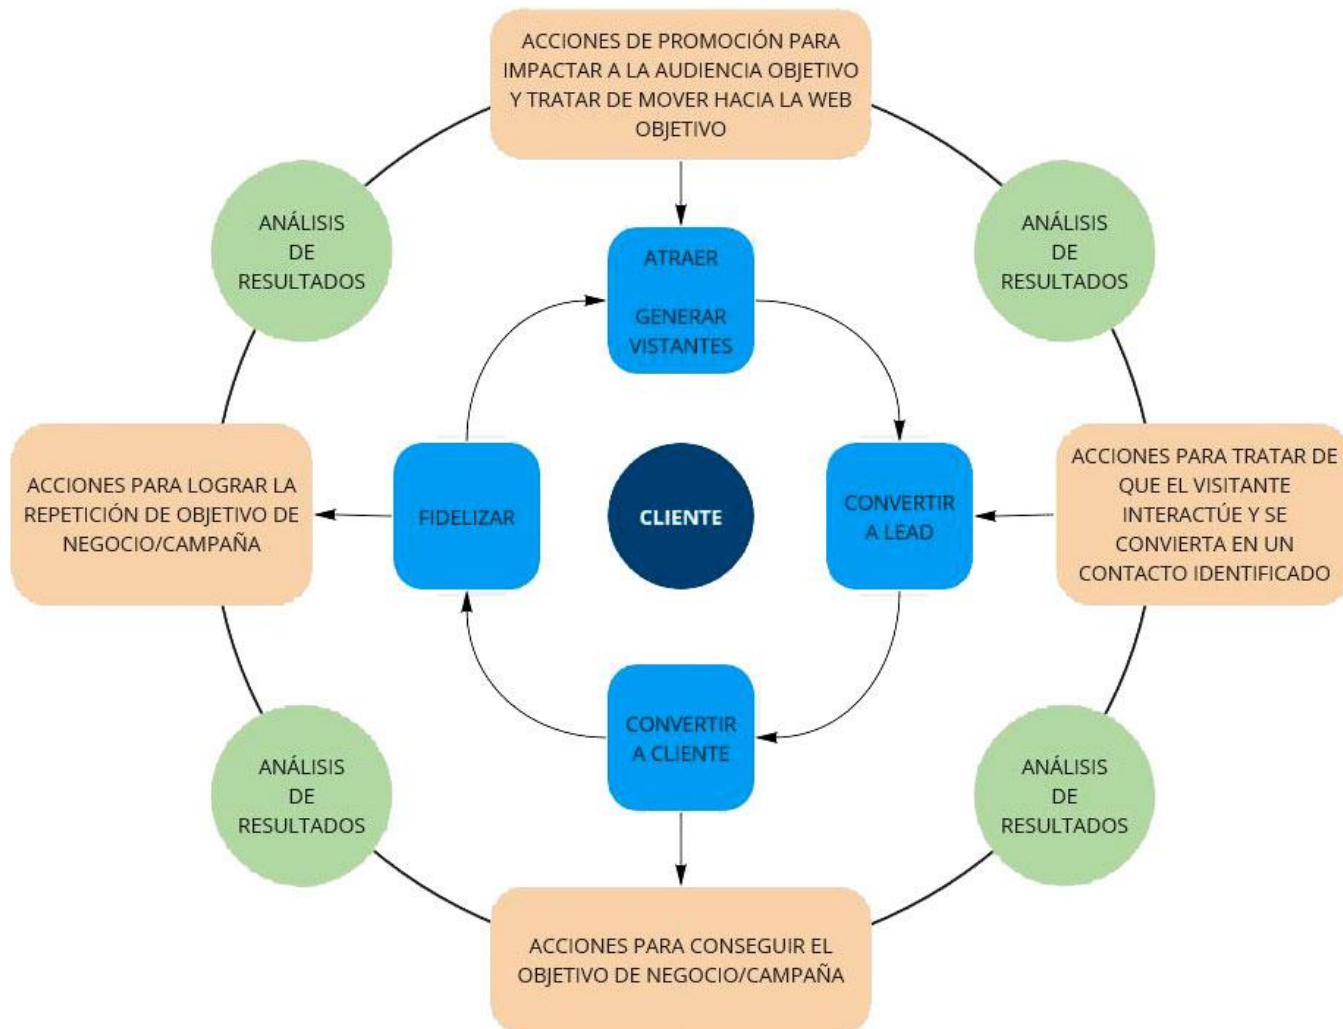 ACCIONES DE PROMOCIÓN PARA
IMPACTAR A LA AUDIENCIA OBJETIVO
Y TRATAR DE MOVER HACIA LA WEB
OBJETIVO
ANÁLISIS
DE
RESULTADOS
ANÁLISIS
DE
RESULTADOS
ATRAER
GENERAR
VISTANTES
ACCIONES PARA LOGRAR LA
REPETICIÓN DE OBJETIVO DE
NEGOCIO/CAMPAÑA
FIDELIZAR
CLIENTE
CONVERTIR
A LEAD
ACCIONES PARA TRATAR DE
QUE EL VISITANTE
INTERACTÚE Y SE
CONVIERTA EN UN
CONTACTO IDENTIFICADO
CONVERTIR
A CLIENTE
ANÁLISIS
DE
RESULTADOS
ANÁLISIS
DE
RESULTADOS
ACCIONES PARA CONSEGUIR EL
OBJETIVO DE NEGOCIO/CAMPAÑA